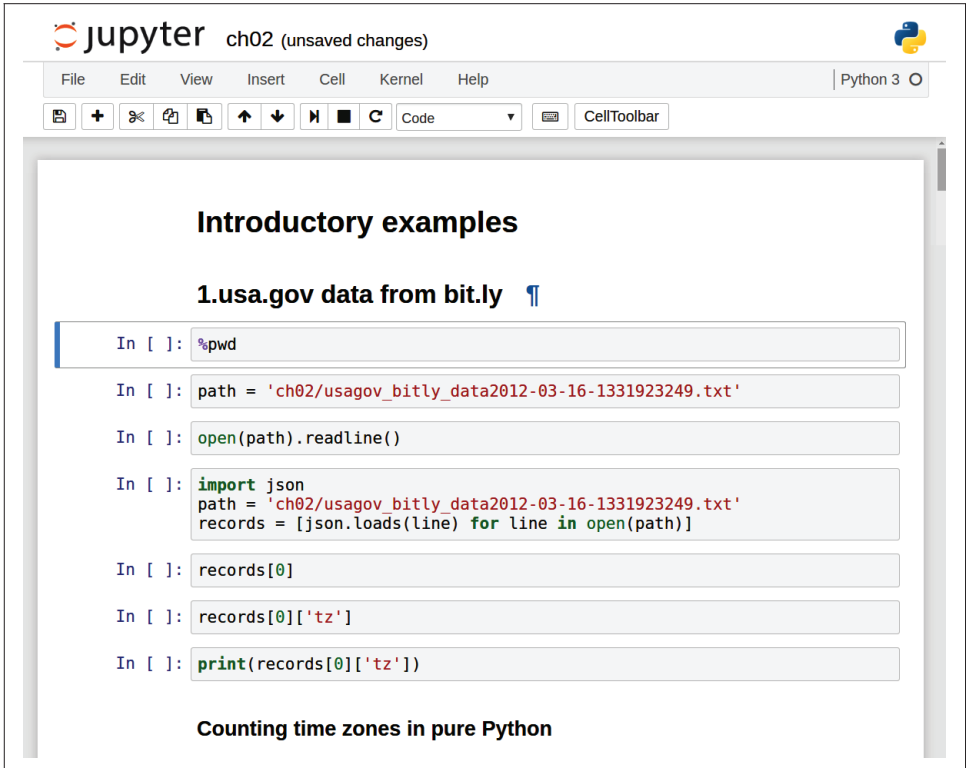 jupyter ch02 (unsaved changes)
File Edit View Insert Cell Kernel Help Python 3
Code CellToolbar
Introductory examples
1.usa.gov data from bit.ly ¶
In [ ]: %pwd
In [ ]: path = 'ch02/usagov_bitly_data2012-03-16-1331923249.txt'
In [ ]: open(path).readline()
In [ ]: import json
path = 'ch02/usagov_bitly_data2012-03-16-1331923249.txt'
records = [json.loads(line) for line in open(path)]
In [ ]: records[0]
In [ ]: records[0]['tz']
In [ ]: print(records[0]['tz'])
Counting time zones in pure Python